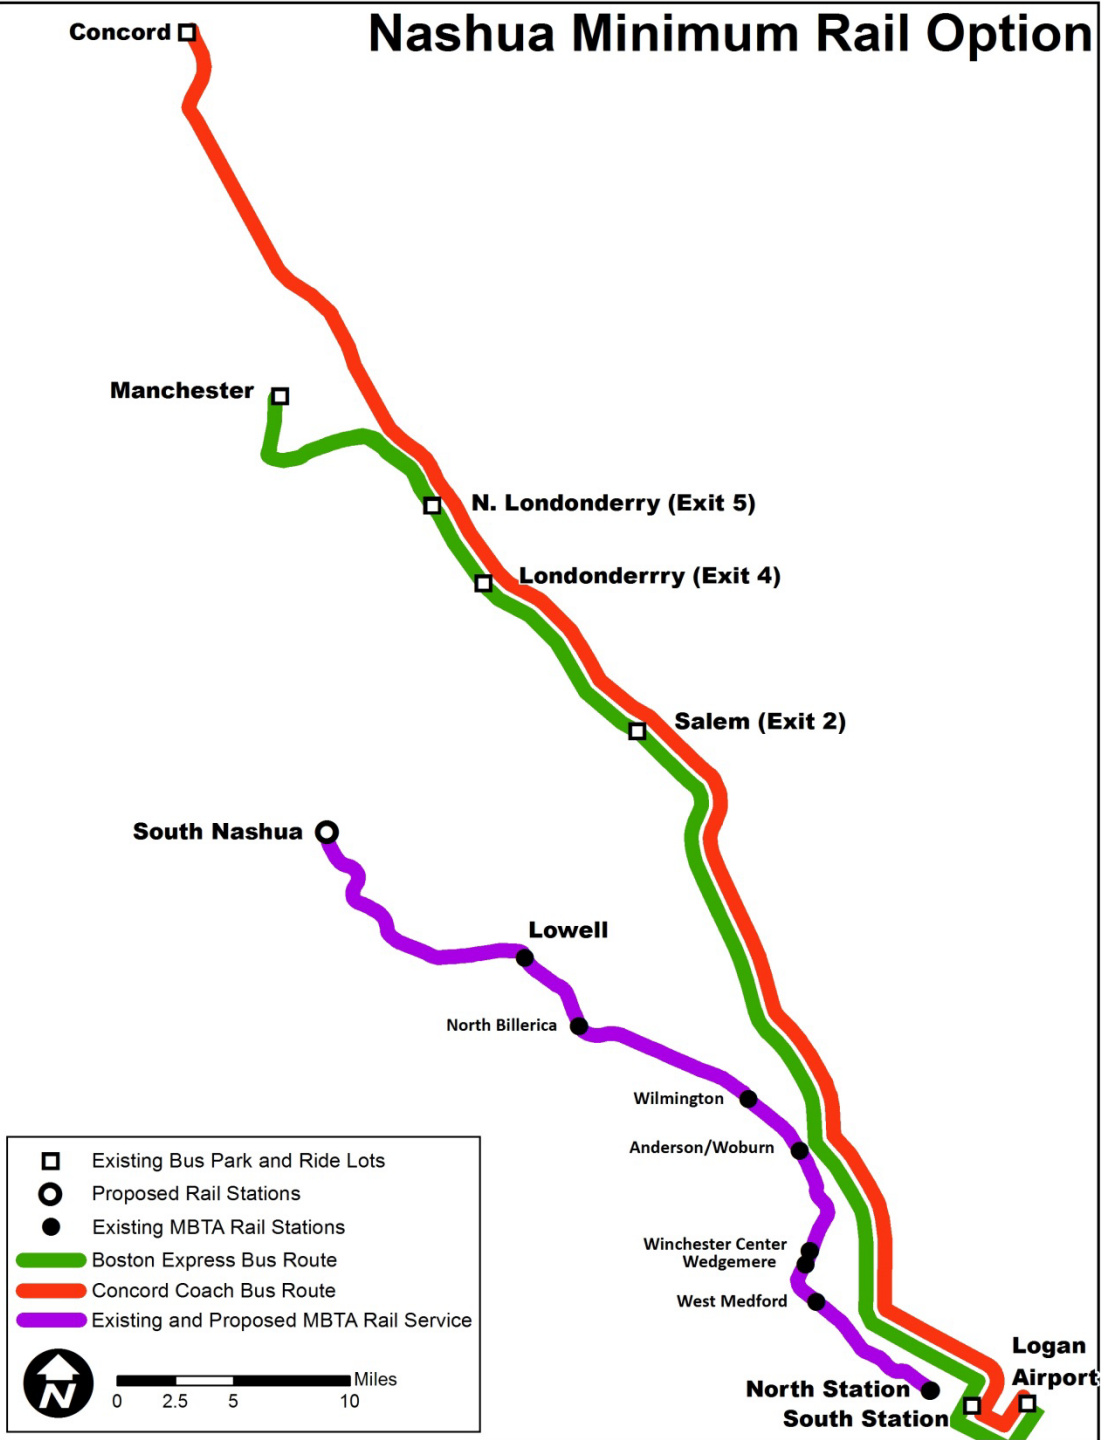 Nashua Minimum Rail Option
Concord
Manchester
N. Londonderry (Exit 5)
Londonderrry (Exit 4)
Salem (Exit 2)
South Nashua
Lowell
North Billerica
Wilmington
Anderson/Woburn
Winchester Center
Wedgemere
West Medford
Logan
Airport
North Station
South Station
Existing Bus Park and Ride Lots
Proposed Rail Stations
Existing MBTA Rail Stations
Boston Express Bus Route
Concord Coach Bus Route
Existing and Proposed MBTA Rail Service
N
Miles
0 2.5 5 10